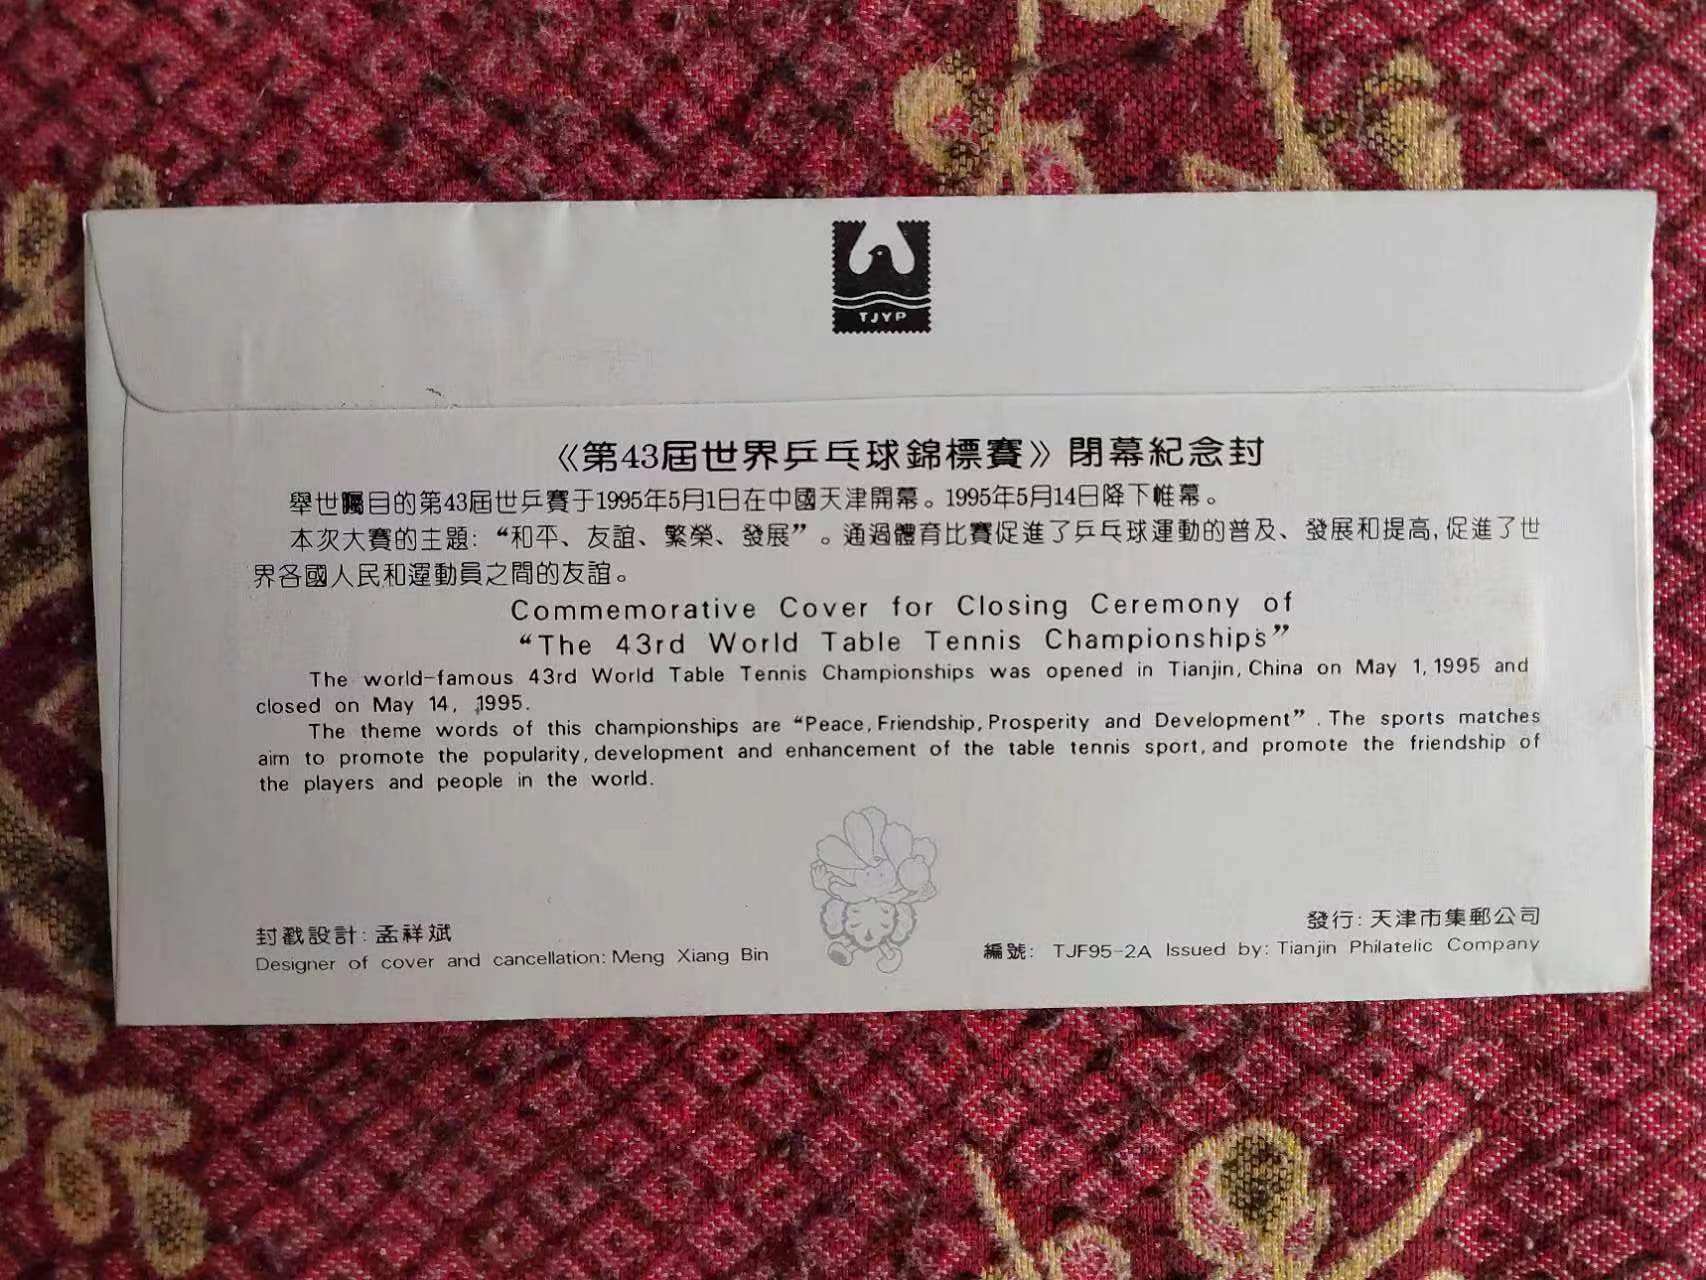 TJYP
《第43屆世界乒乓球錦標賽》閉幕紀念封
舉世矚目的第43屆世乒賽于1995年5月1日在中國天津開幕。1995年5月14日降下帷幕。
本次大賽的主題:“和平、友誼、繁榮、發展”。通過體育比賽促進了乒乓球運動的普及、發展和提高,促進了世
界各國人民和運動員之間的友誼。
Commemorative Cover for Closing Ceremony of
“The 43rd World Table Tennis Championships”
The world-famous 43rd World Table Tennis Championships was opened in Tianjin, China on May 1, 1995 and
closed on May 14, 1995.
The theme words of this championships are “Peace, Friendship, Prosperity and Development”. The sports matches
aim to promote the popularity, development and enhancement of the table tennis sport, and promote the friendship of
the players and people in the world.
封戳設計: 孟祥斌
Designer of cover and cancellation: Meng Xiang Bin
發行: 天津市集郵公司
編號: TJF95-2A Issued by: Tianjin Philatelic Company